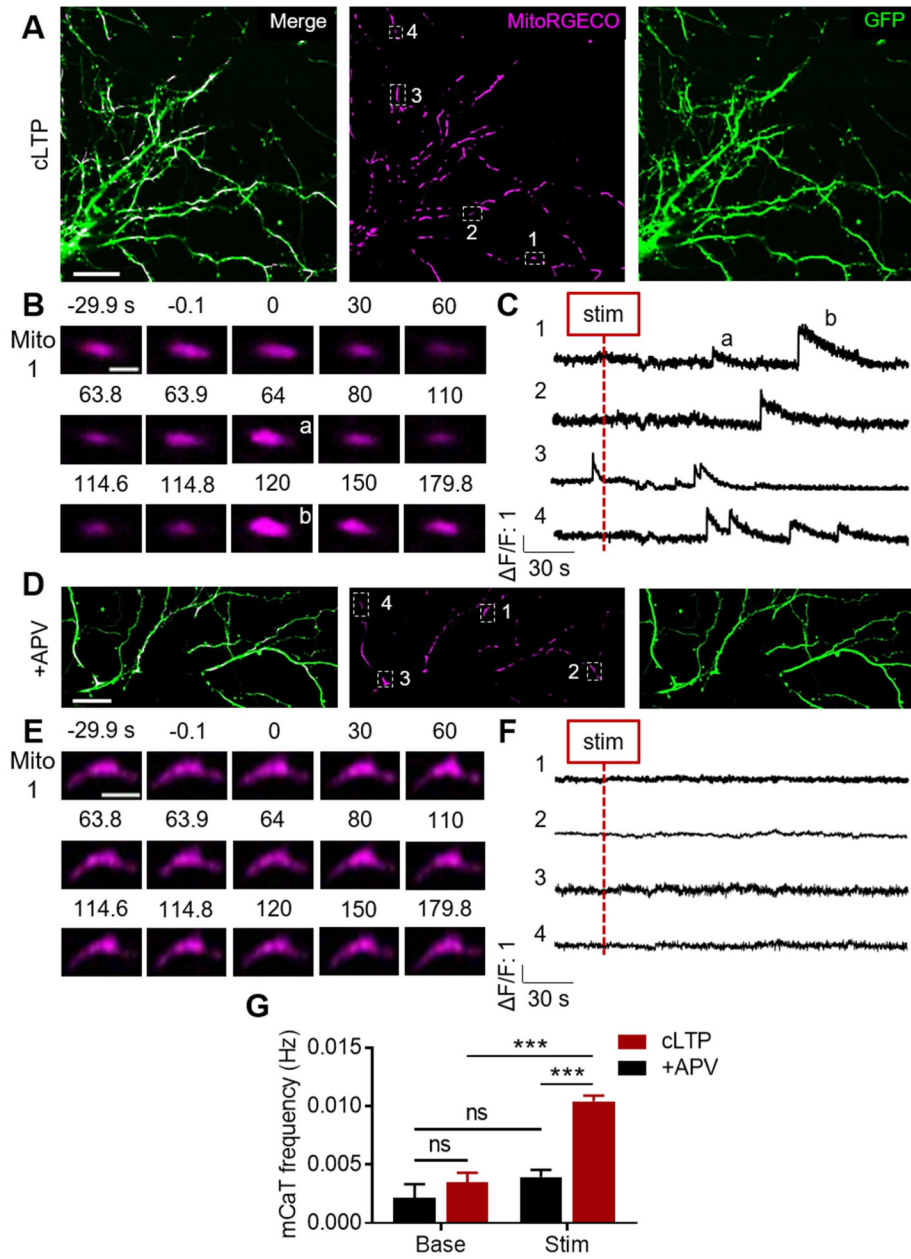 A
Merge
MitoRGECO
GFP
cLTP
4
3
2
1
B
-29.9 s -0.1 0 30 60
Mito
1
63.8 63.9 64 80 110
a
114.6 114.8 120 150 179.8
b
C
stim
1
a
b
2
3
4
ΔF/F: 1
30 s
D
+APV
4
1
3
2
E
-29.9 s -0.1 0 30 60
Mito
1
63.8 63.9 64 80 110
114.6 114.8 120 150 179.8
F
stim
1
2
3
4
ΔF/F: 1
30 s
G
mCaT frequency (Hz)
0.015
0.010
0.005
0.000
***
***
ns
ns
cLTP
+APV
Base Stim